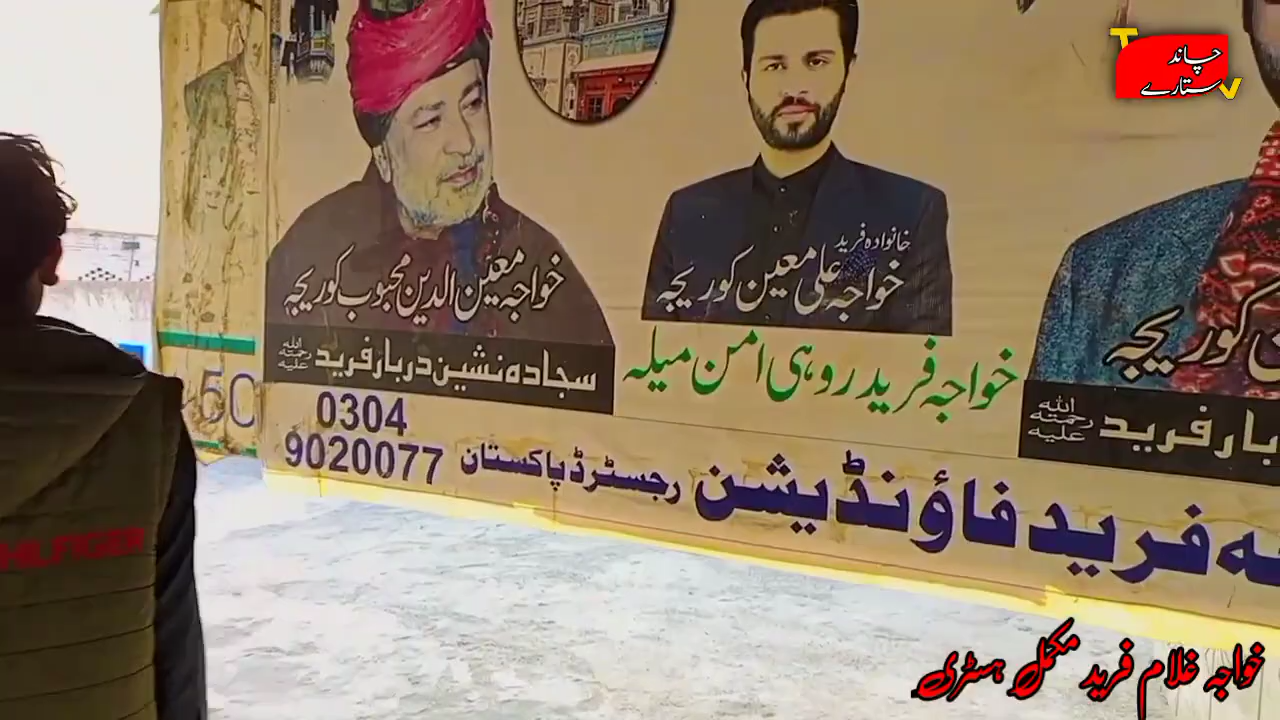 چاند
ستارے
T
V
خواجہ معین الدین محبوب کوریجہ
سجادہ نشین دربار فرید رحمتہ اللہ علیہ
خانوادہ فرید
خواجہ علی معین کوریجہ
خواجہ فرید روہی امن میلہ
کوریجہ
بار فرید رحمتہ اللہ علیہ
50
0304
9020077
فرید فاؤنڈیشن رجسٹرڈ پاکستان
HILFIGER
خواجہ غلام فرید مکمل ہسٹری